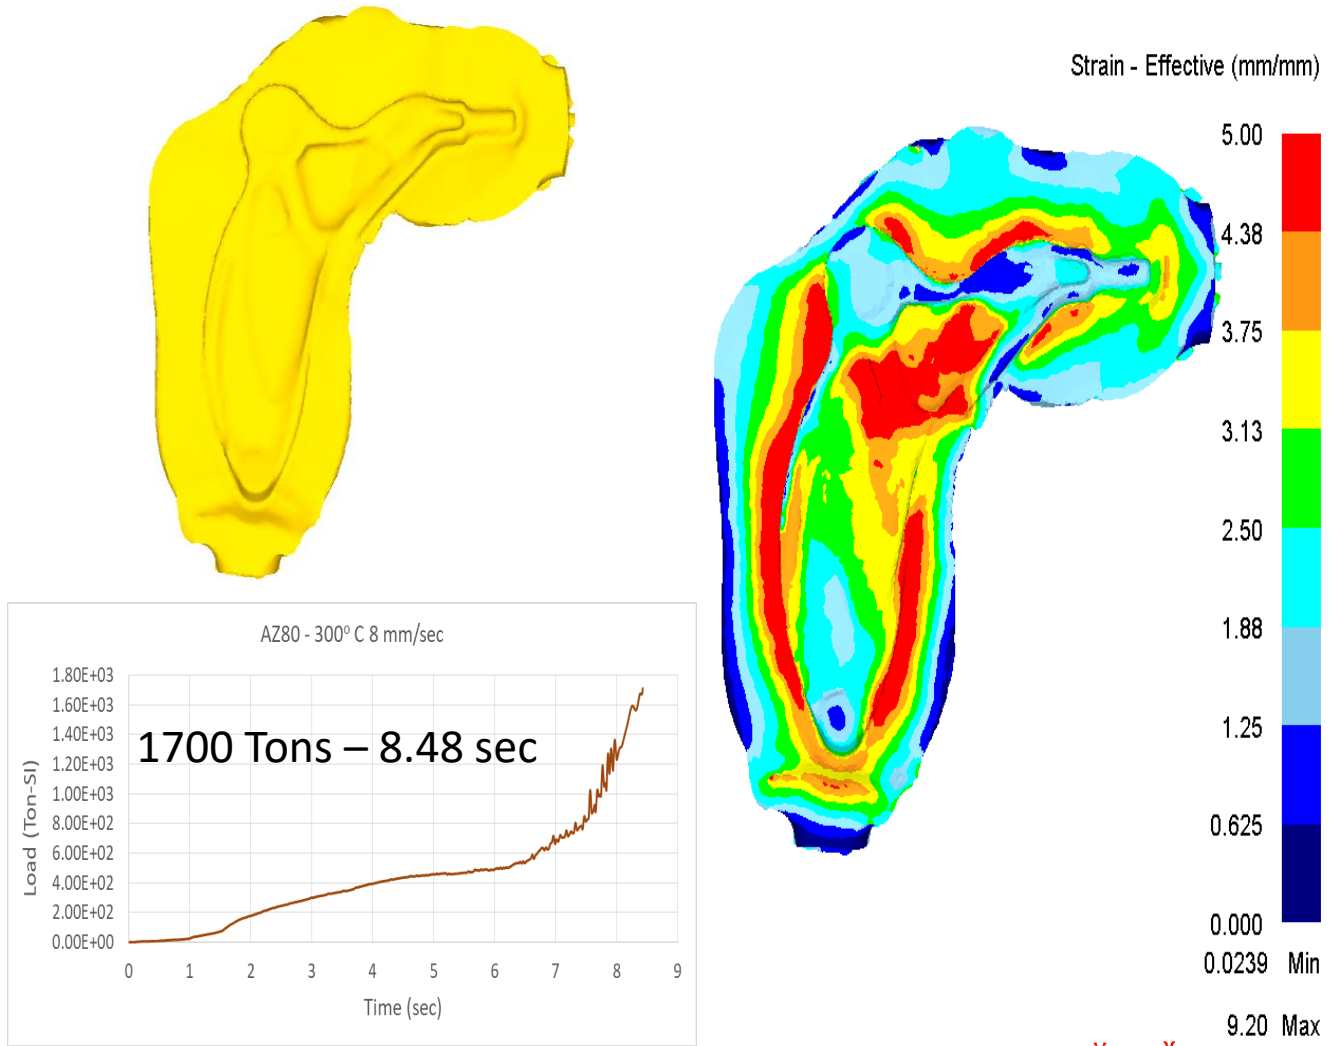 Strain - Effective (mm/mm)
5.00
4.38
3.75
3.13
2.50
1.88
1.25
0.625
0.000
0.0239 Min
9.20 Max
AZ80 - 300⁰ C 8 mm/sec
1700 Tons – 8.48 sec
Load (Ton-SI)
1.80E+03
1.60E+03
1.40E+03
1.20E+03
1.00E+03
8.00E+02
6.00E+02
4.00E+02
2.00E+02
0.00E+00
0 1 2 3 4 5 6 7 8 9
Time (sec)